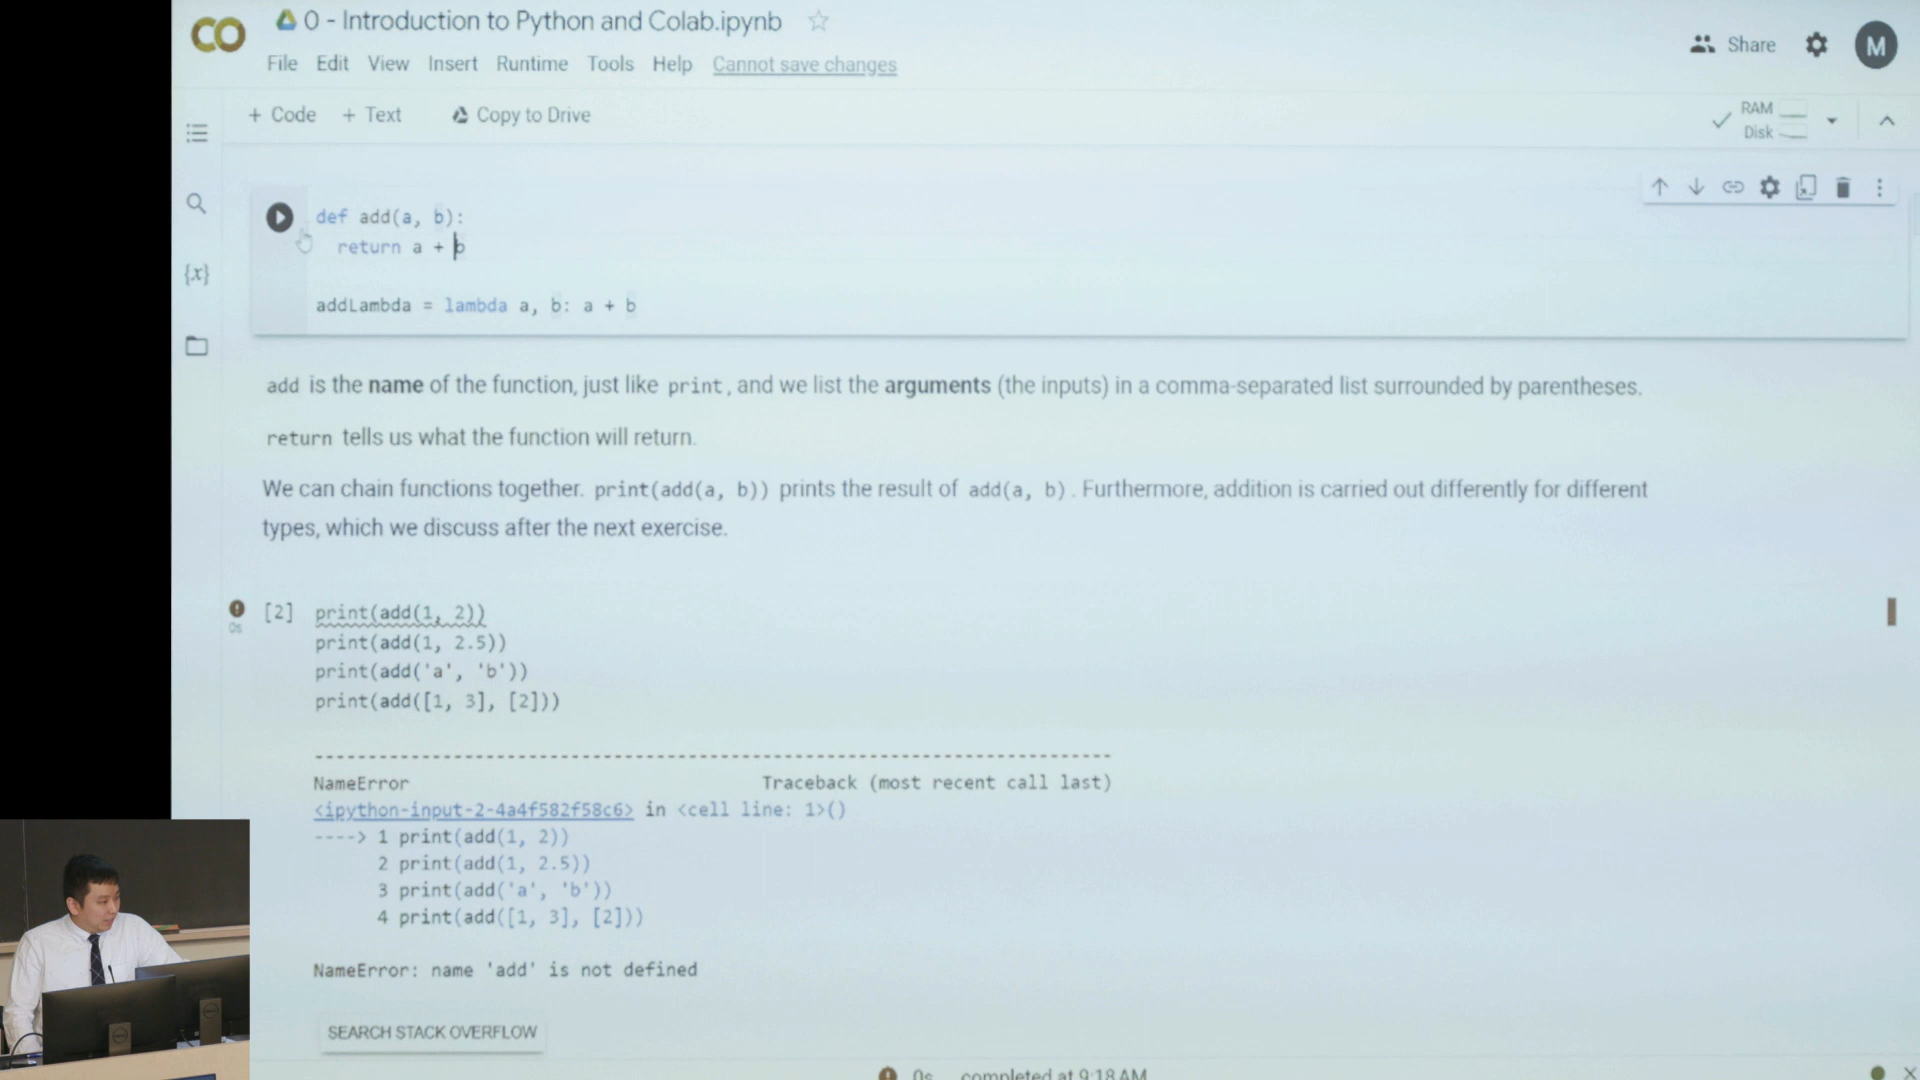 CO
0 - Introduction to Python and Colab.ipynb
Share
M
File Edit View Insert Runtime Tools Help Cannot save changes
+ Code + Text Copy to Drive
RAM
Disk
def add(a, b):
return a + b
{x}
addLambda = lambda a, b: a + b
add is the name of the function, just like print, and we list the arguments (the inputs) in a comma-separated list surrounded by parentheses.
return tells us what the function will return.
We can chain functions together. print(add(a, b)) prints the result of add(a, b). Furthermore, addition is carried out differently for different
types, which we discuss after the next exercise.
[2] print(add(1, 2))
0s
print(add(1, 2.5))
print(add('a', 'b'))
print(add([1, 3], [2]))
---------------------------------------------------------------------------
NameError Traceback (most recent call last)
<ipython-input-2-4a4f582f58c6> in <cell line: 1>()
----> 1 print(add(1, 2))
2 print(add(1, 2.5))
3 print(add('a', 'b'))
4 print(add([1, 3], [2]))
NameError: name 'add' is not defined
SEARCH STACK OVERFLOW
0s completed at 9:18 AM